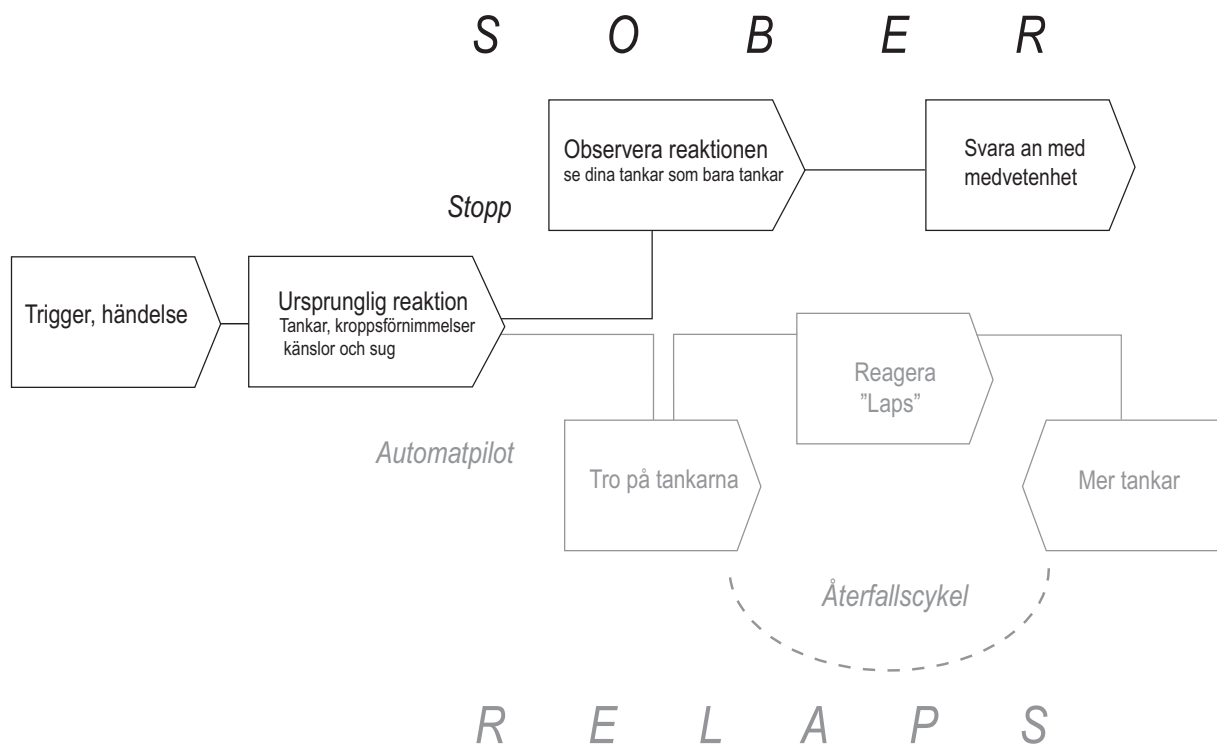 S O B E R
Observera reaktionen
se dina tankar som bara tankar
Svara an med
medvetenhet
Stopp
Trigger, händelse
Ursprunglig reaktion
Tankar, kroppsförnimmelser
känslor och sug
Reagera
”Laps”
Automatpilot
Tro på tankarna
Mer tankar
Återfallscykel
R E L A P S